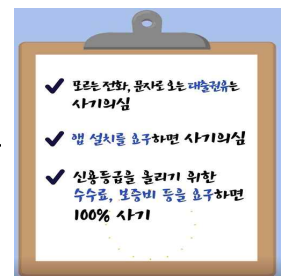 모르는 전화, 문자로 오는 대출권유는
사기의심
앱 설치를 요구하면 사기의심
신용등급을 올리기 위한
수수료, 보증비 등을 요구하면
100% 사기